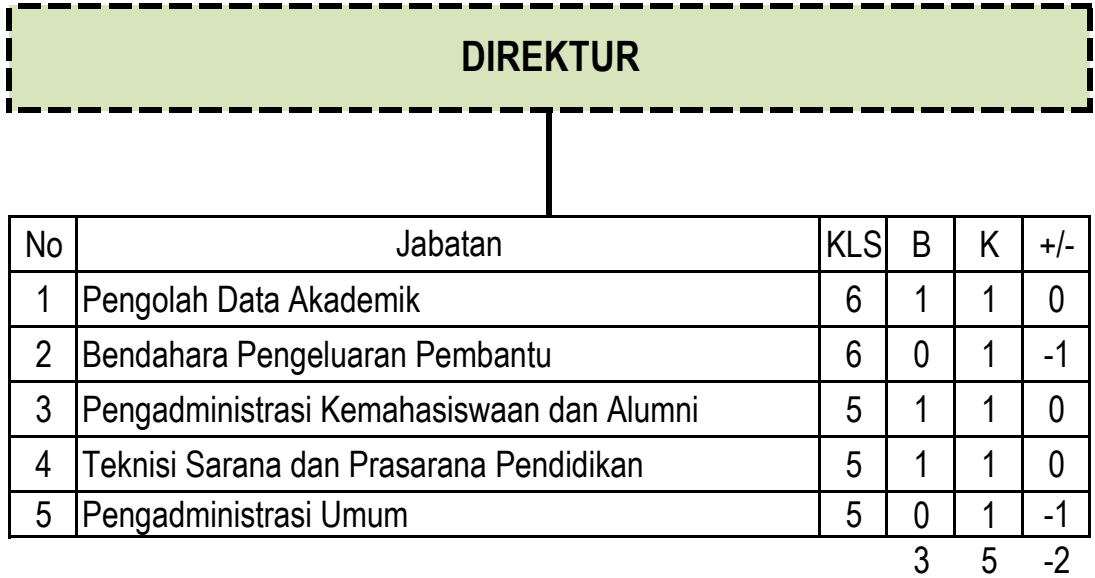 DIREKTUR
No Jabatan KLS B K +/-
1 Pengolah Data Akademik 6 1 1 0
2 Bendahara Pengeluaran Pembantu 6 0 1 -1
3 Pengadministrasi Kemahasiswaan dan Alumni 5 1 1 0
4 Teknisi Sarana dan Prasarana Pendidikan 5 1 1 0
5 Pengadministrasi Umum 5 0 1 -1
3 5 -2